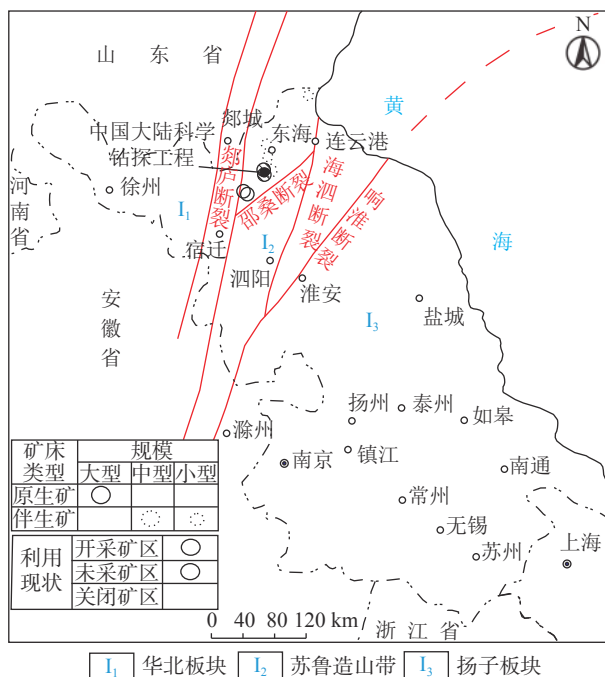 N
山东省
黄
海
中国大陆科学
钻探工程
郯城
东海
连云港
郯庐断裂
邵桑断裂
海泗断裂
响淮断裂
河南省
徐州
I₁
宿迁
I₂
泗阳
淮安
I₃
盐城
安徽省
扬州
泰州
如皋
滁州
南京
镇江
南通
常州
无锡
苏州
上海
浙江省
矿床类型 规模
大型 中型 小型
原生矿
伴生矿
利用现状 开采矿区
未采矿区
关闭矿区
0 40 80 120 km
I₁ 华北板块 I₂ 苏鲁造山带 I₃ 扬子板块